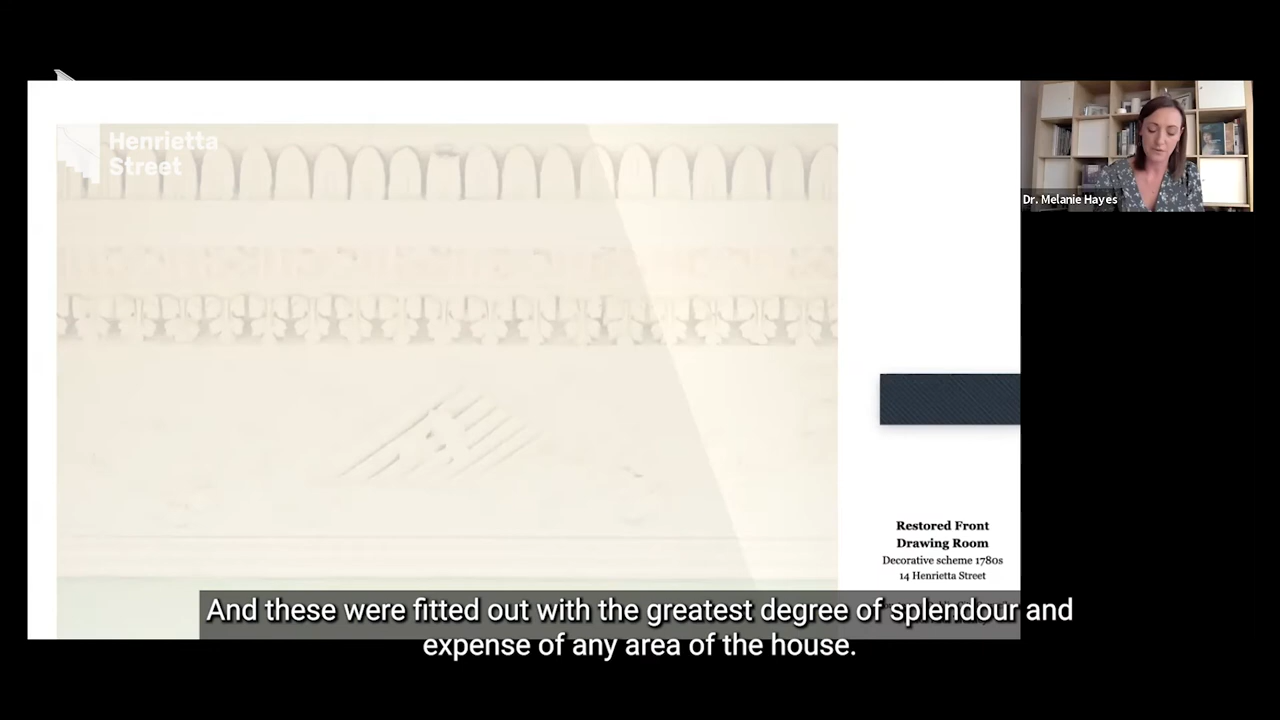 Henrietta
Street
Dr. Melanie Hayes
Restored Front
Drawing Room
Decorative scheme 1780s
14 Henrietta Street
And these were fitted out with the greatest degree of splendour and
expense of any area of the house.